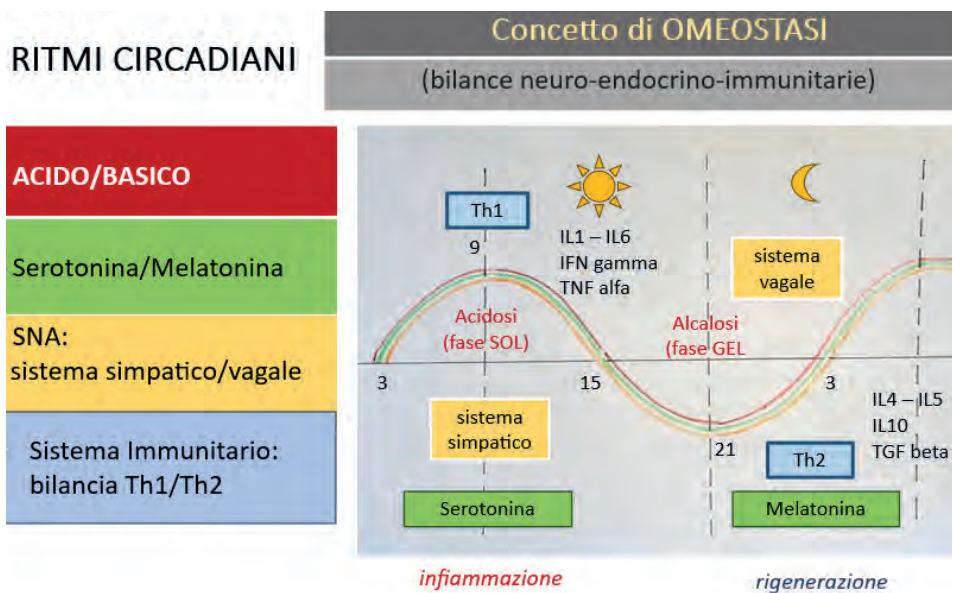 RITMI CIRCADIANI
Concetto di OMEOSTASI
(bilance neuro-endocrino-immunitarie)
ACIDO/BASICO
Serotonina/Melatonina
SNA:
sistema simpatico/vagale
Sistema Immunitario:
bilancia Th1/Th2
Th1
9
IL1 – IL6
IFN gamma
TNF alfa
sistema
vagale
Acidosi
(fase SOL)
Alcalosi
(fase GEL
3
15
3
sistema
simpatico
21
IL4 – IL5
IL10
TGF beta
Th2
Serotonina
Melatonina
infiammazione
rigenerazione